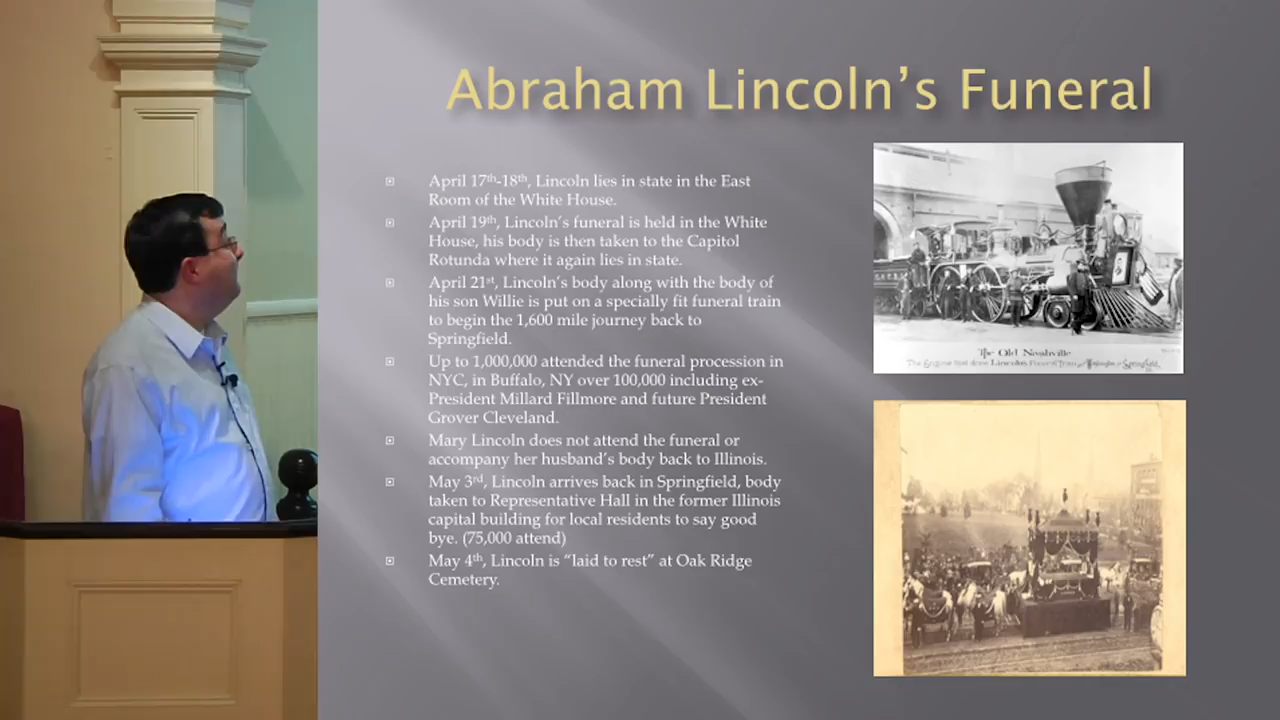 Abraham Lincoln's Funeral
April 17th-18th, Lincoln lies in state in the East
Room of the White House.
April 19th, Lincoln's funeral is held in the White
House, his body is then taken to the Capitol
Rotunda where it again lies in state.
April 21st, Lincoln's body along with the body of
his son Willie is put on a specially fit funeral train
to begin the 1,600 mile journey back to
Springfield.
Up to 1,000,000 attended the funeral procession in
NYC, in Buffalo, NY over 100,000 including ex-
President Millard Fillmore and future President
Grover Cleveland.
Mary Lincoln does not attend the funeral or
accompany her husband's body back to Illinois.
May 3rd, Lincoln arrives back in Springfield, body
taken to Representative Hall in the former Illinois
capital building for local residents to say good
bye. (75,000 attend)
May 4th, Lincoln is "laid to rest" at Oak Ridge
Cemetery.
The Old Nashville
The Engine that Lincoln's Funeral Train Washington to Springfield